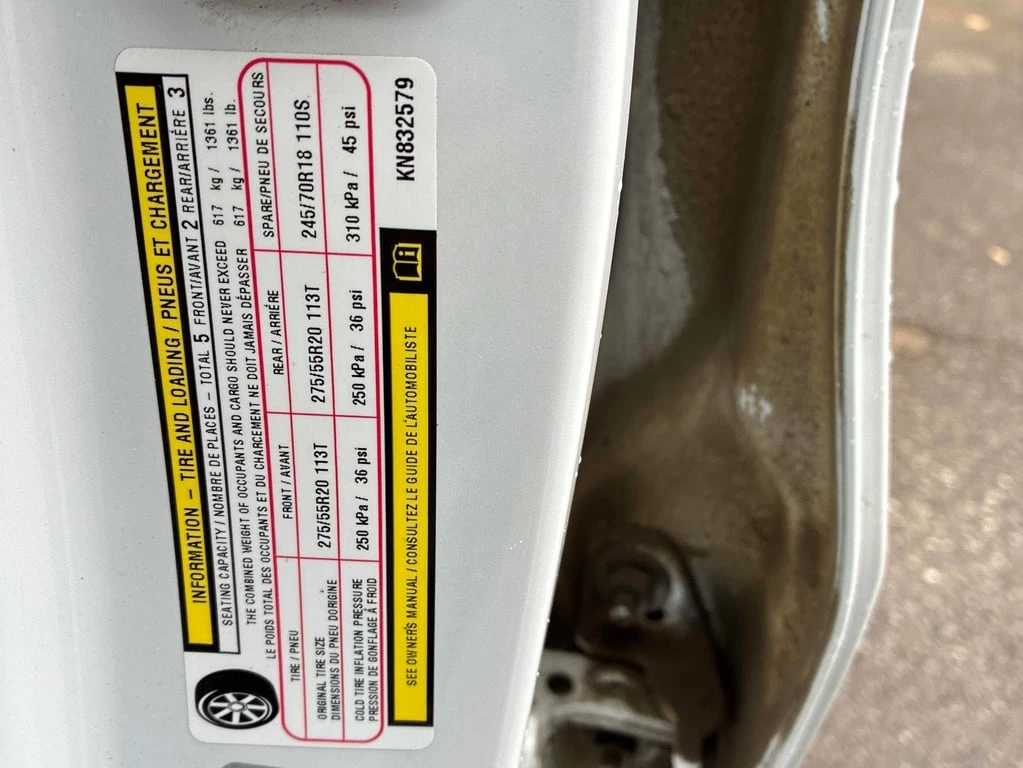 INFORMATION – TIRE AND LOADING / PNEUS ET CHARGEMENT
SEATING CAPACITY / NOMBRE DE PLACES – TOTAL 5 FRONT/AVANT 2 REAR/ARRIÉRE 3
THE COMBINED WEIGHT OF OCCUPANTS AND CARGO SHOULD NEVER EXCEED 617 kg / 1361 lbs.
LE POIDS TOTAL DES OCCUPANTS ET DU CHARCEMENT NE DOIT JAMAIS DÉPASSER 617 kg / 1361 lb.
TIRE / PNEU FRONT / AVANT REAR / ARRIÉRE SPARE/PNEU DE SECOURS
ORIGINAL TIRE SIZE
DIMENSIONS DU PNEU DORIGINE
275/55R20 113T 275/55R20 113T 245/70R18 110S
COLD TIRE INFLATION PRESSURE
PRESSION DE GONFLAGE À FROID
250 kPa / 36 psi 250 kPa / 36 psi 310 kPa / 45 psi
SEE OWNER'S MANUAL / CONSULTEZ LE GUIDE DE L'AUTOMOBILISTE
KN832579